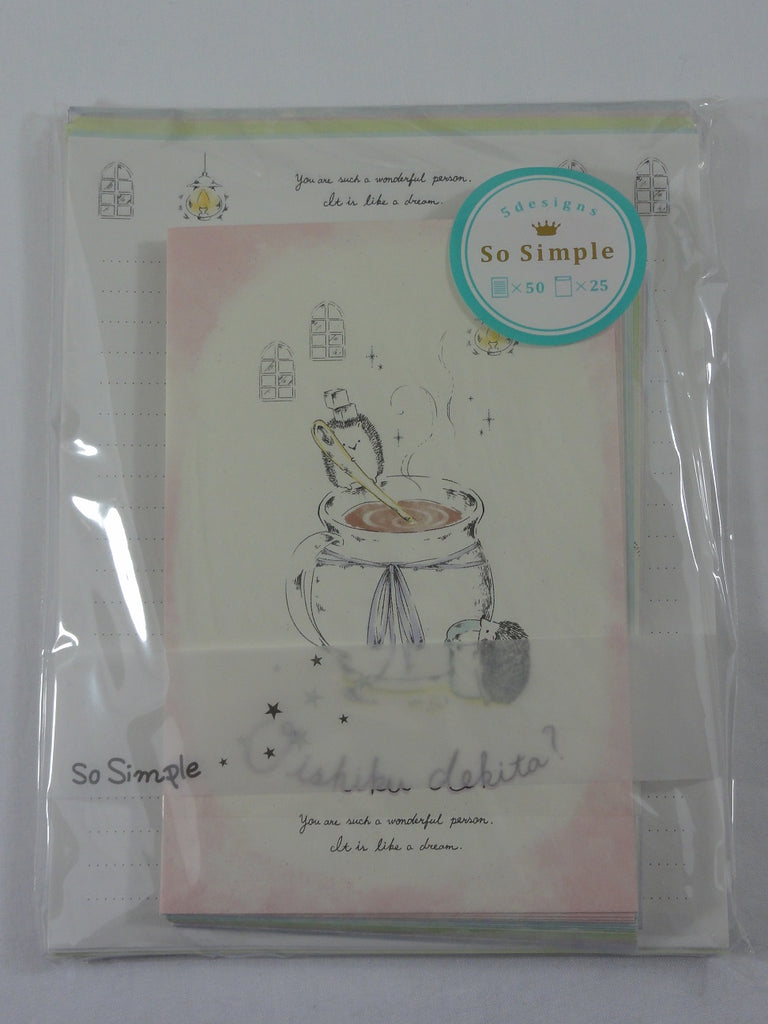 You are such a wonderful person.
It is like a dream.
5designs
So Simple
×50 ×25
So Simple
Oishiku dekita?
You are such a wonderful person.
It is like a dream.